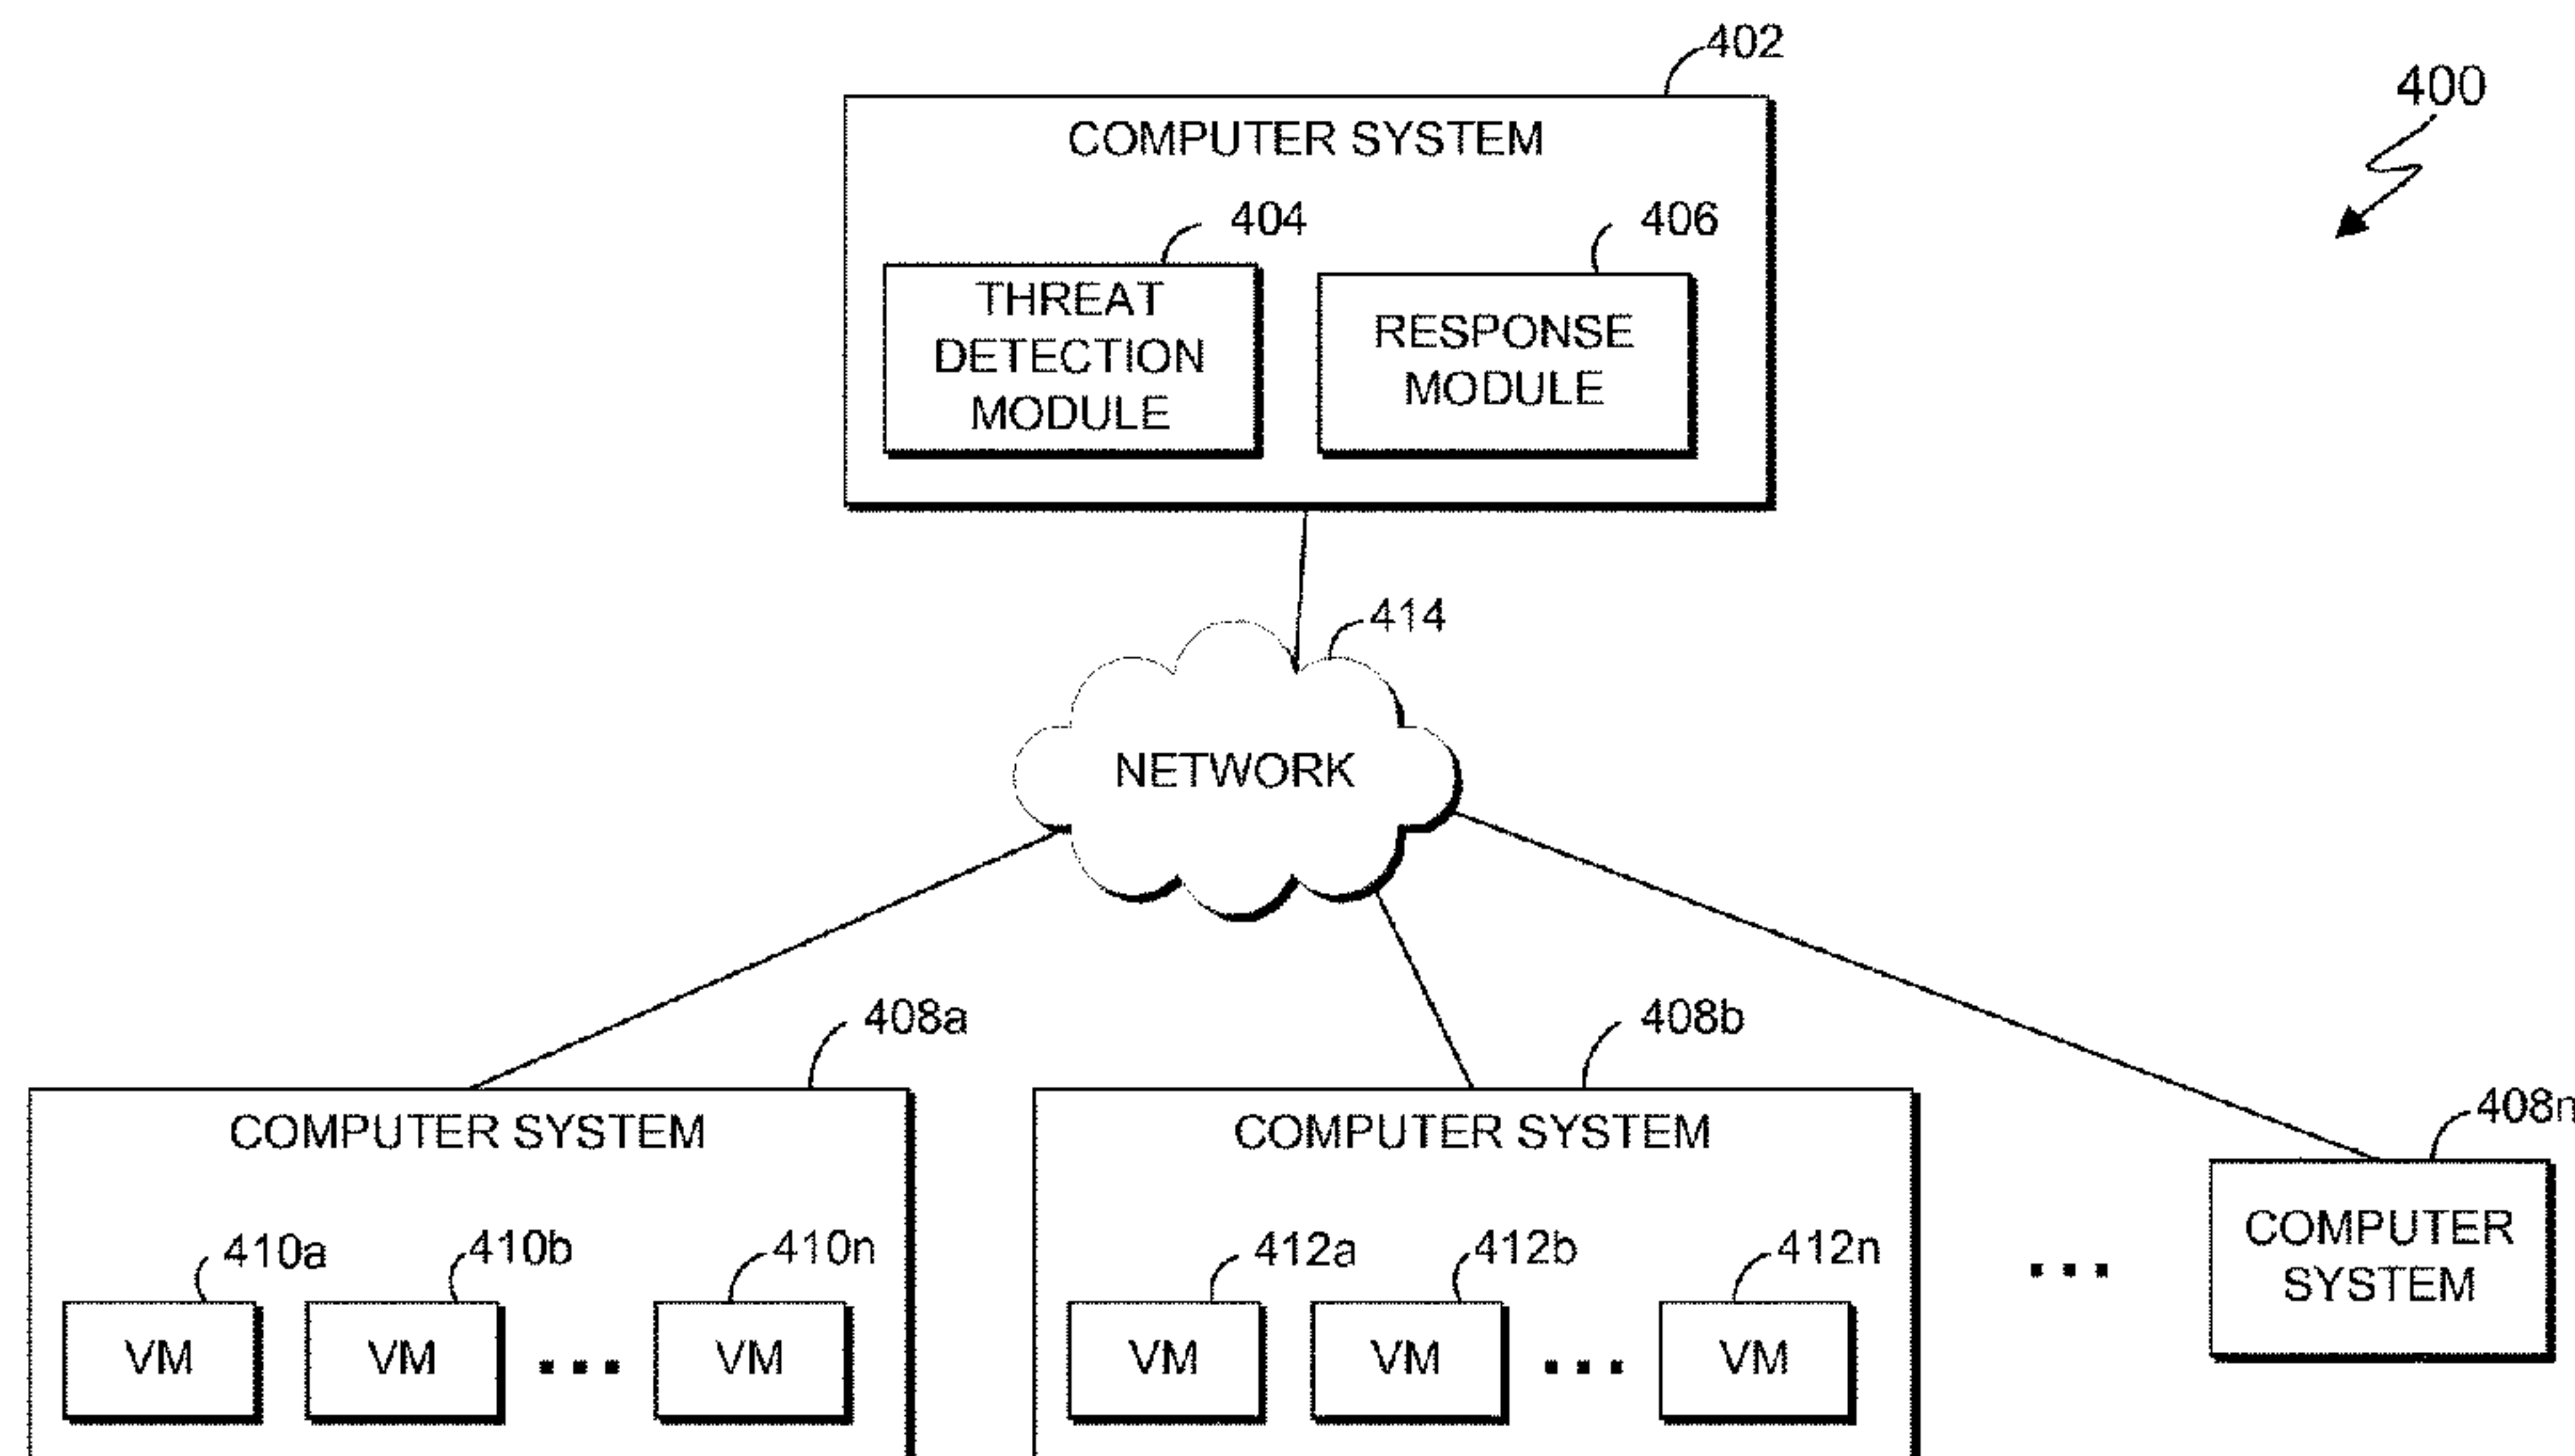 402
400
COMPUTER SYSTEM
404
406
THREAT
DETECTION
MODULE
RESPONSE
MODULE
414
NETWORK
408a
408b
408n
COMPUTER SYSTEM
COMPUTER SYSTEM
COMPUTER
SYSTEM
410a
410b
410n
412a
412b
412n
VM
VM
...
VM
VM
VM
...
VM
...